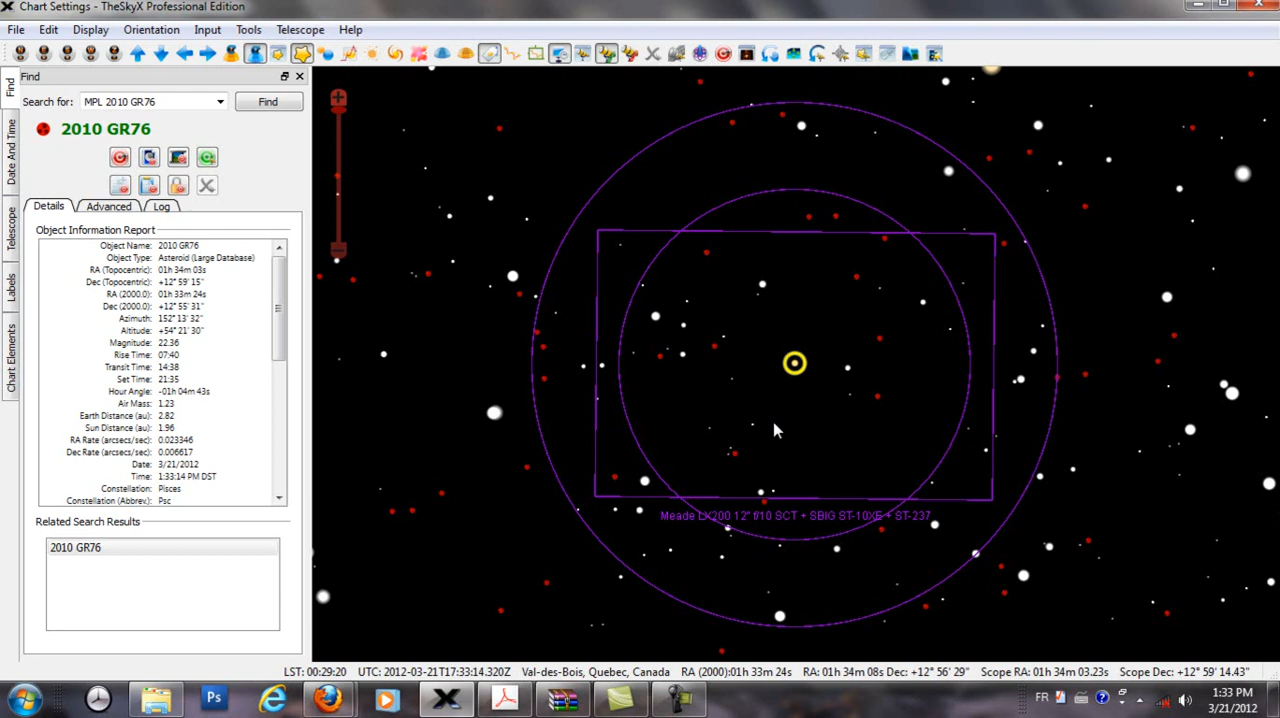 Chart Settings - TheSkyX Professional Edition
File Edit Display Orientation Input Tools Telescope Help
Find
Search for: MPL 2010 GR76 Find
2010 GR76
Find
Date And Time
Telescope
Labels
Chart Elements
Details Advanced Log
Object Information Report
Object Name: 2010 GR76
Object Type: Asteroid (Large Database)
RA (Topocentric): 01h 34m 03s
Dec (Topocentric): +12° 59' 15"
RA (2000.0): 01h 33m 24s
Dec (2000.0): +12° 55' 31"
Azimuth: 152° 13' 32"
Altitude: +54° 21' 30"
Magnitude: 22.36
Rise Time: 07:40
Transit Time: 14:38
Set Time: 21:35
Hour Angle: -01h 04m 43s
Air Mass: 1.23
Earth Distance (au): 2.82
Sun Distance (au): 1.96
RA Rate (arcsecs/sec): 0.023346
Dec Rate (arcsecs/sec): 0.006617
Date: 3/21/2012
Time: 1:33:14 PM DST
Constellation: Pisces
Constellation (Abbrev.): Psc
Related Search Results
2010 GR76
Meade LX200 12" f/10 SCT + SBIG ST-10XE + ST-237
LST: 00:29:20 UTC: 2012-03-21T17:33:14.320Z Val-des-Bois, Quebec, Canada RA (2000):01h 33m 24s RA: 01h 34m 08s Dec: +12° 56' 29" Scope RA: 01h 34m 03.23s Scope Dec: +12° 59' 14.43"
Ps
FR
1:33 PM
3/21/2012